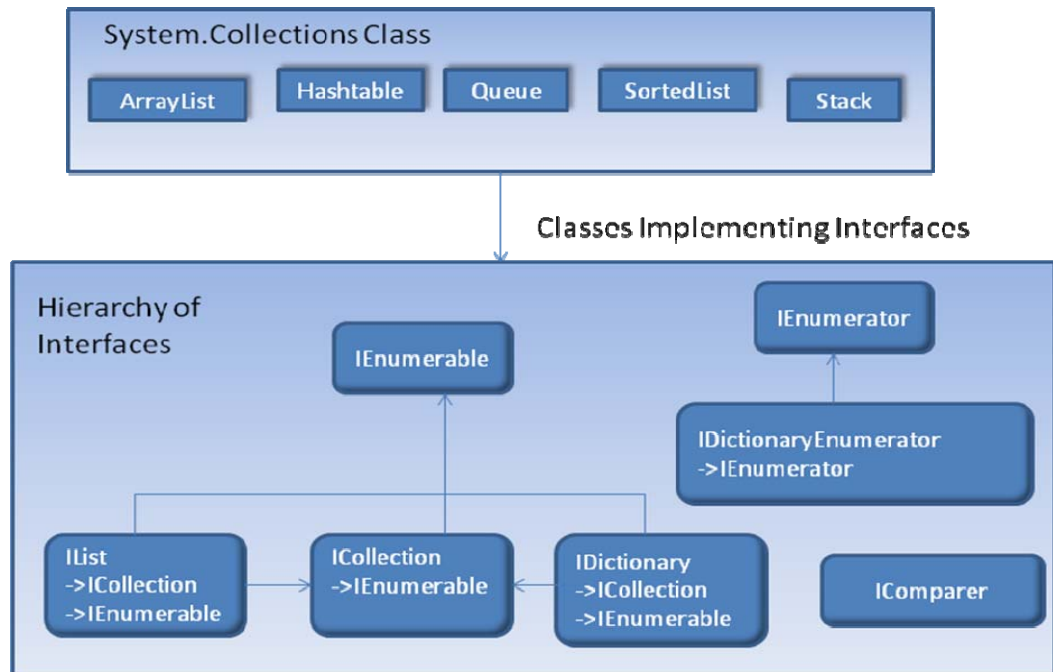 System.Collections Class
ArrayList
Hashtable
Queue
SortedList
Stack
Classes Implementing Interfaces
Hierarchy of
Interfaces
IEnumerable
IEnumerator
IDictionaryEnumerator
->IEnumerator
IList
->ICollection
->IEnumerable
ICollection
->IEnumerable
IDictionary
->ICollection
->IEnumerable
IComparer